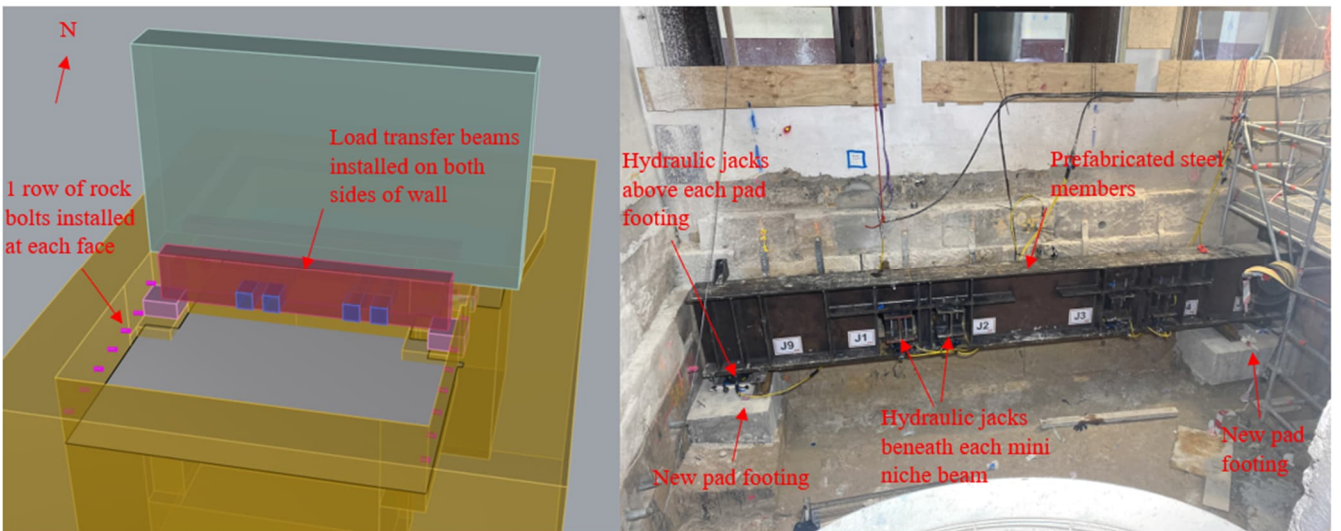 N
Load transfer beams
installed on both
sides of wall
1 row of rock
bolts installed
at each face
Hydraulic jacks
above each pad
footing
Prefabricated steel
members
J9
J1
J2
J3
Hydraulic jacks
beneath each mini
niche beam
New pad footing
New pad
footing